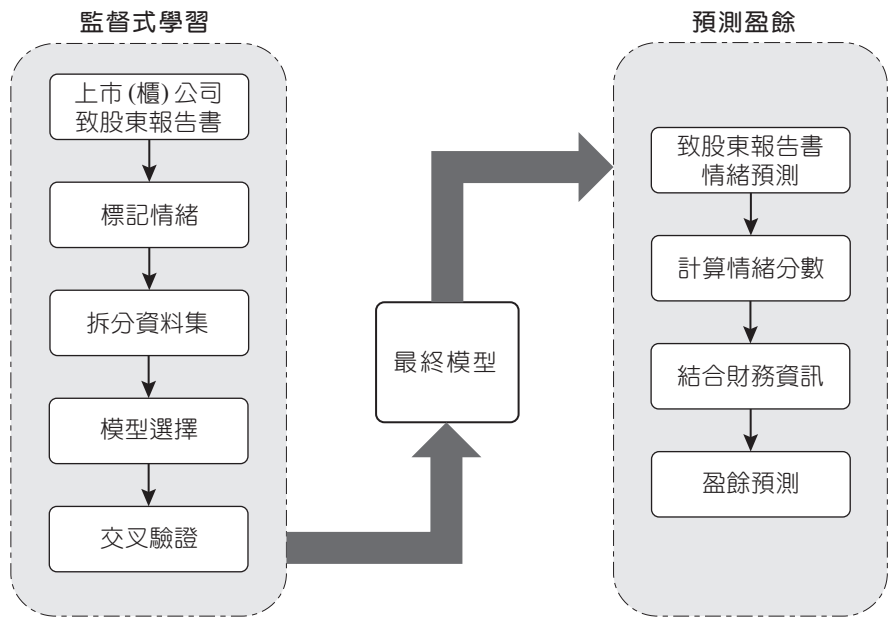 監督式學習
上市(櫃)公司
致股東報告書
標記情緒
拆分資料集
模型選擇
交叉驗證
最終模型
預測盈餘
致股東報告書
情緒預測
計算情緒分數
結合財務資訊
盈餘預測